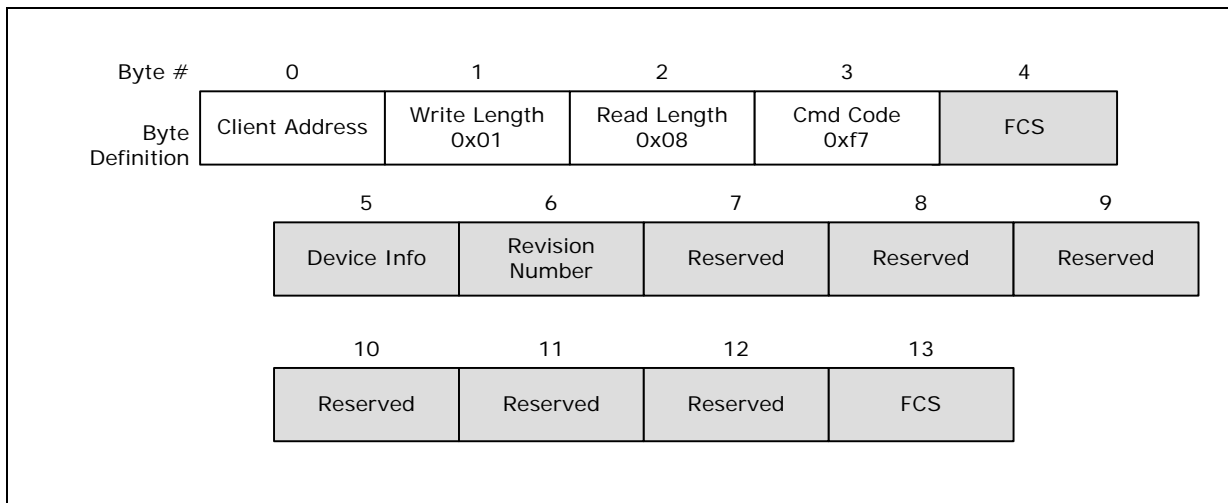 Byte # 0 1 2 3 4
Byte Definition
Client Address
Write Length
0x01
Read Length
0x08
Cmd Code
0xf7
FCS
5 6 7 8 9
Device Info
Revision
Number
Reserved
Reserved
Reserved
10 11 12 13
Reserved
Reserved
Reserved
FCS